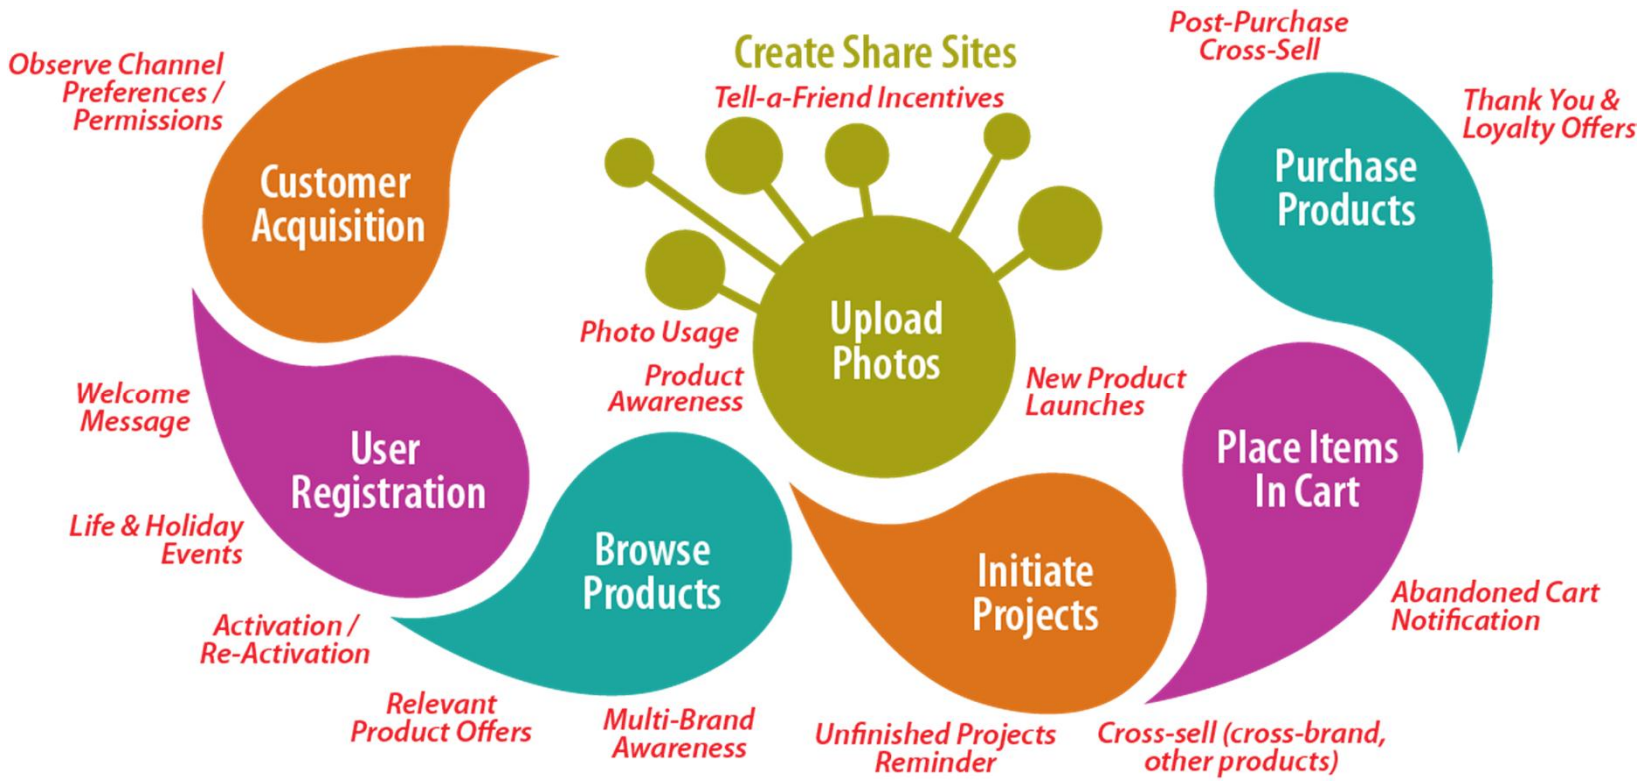 Observe Channel
Preferences /
Permissions
Customer
Acquisition
Welcome
Message
User
Registration
Life & Holiday
Events
Activation /
Re-Activation
Browse
Products
Relevant
Product Offers
Multi-Brand
Awareness
Create Share Sites
Tell-a-Friend Incentives
Upload
Photos
Photo Usage
Product
Awareness
New Product
Launches
Initiate
Projects
Unfinished Projects
Reminder
Cross-sell (cross-brand,
other products)
Place Items
In Cart
Abandoned Cart
Notification
Purchase
Products
Post-Purchase
Cross-Sell
Thank You &
Loyalty Offers